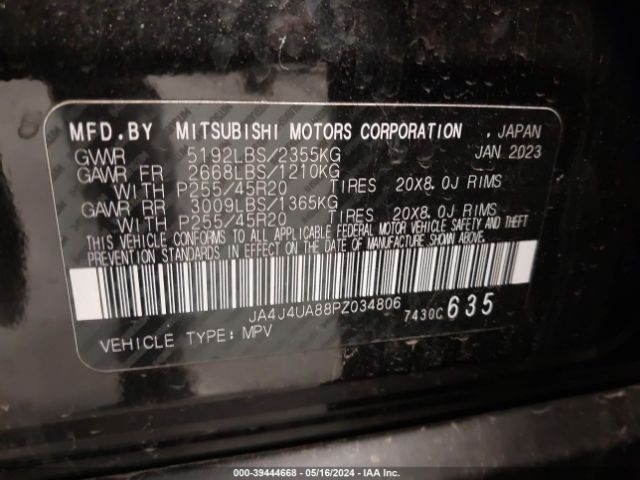 MFD.BY MITSUBISHI MOTORS CORPORATION , JAPAN
GVWR 5192LBS/2355KG JAN 2023
GAWR FR 2668LBS/1210KG
WITH P255/45R20 TIRES 20X8.0J RIMS
GAWR RR 3009LBS/1365KG
WITH P255/45R20 TIRES 20X8.0J RIMS
THIS VEHICLE CONFORMS TO ALL APPLICABLE FEDERAL MOTOR VEHICLE SAFETY AND THEFT
PREVENTION STANDARDS IN EFFECT ON THE DATE OF MANUFACTURE SHOWN ABOVE.
JA4J4UA88PZ034806 7430C 635
VEHICLE TYPE: MPV
000-39444668 - 05/16/2024 - IAA Inc.